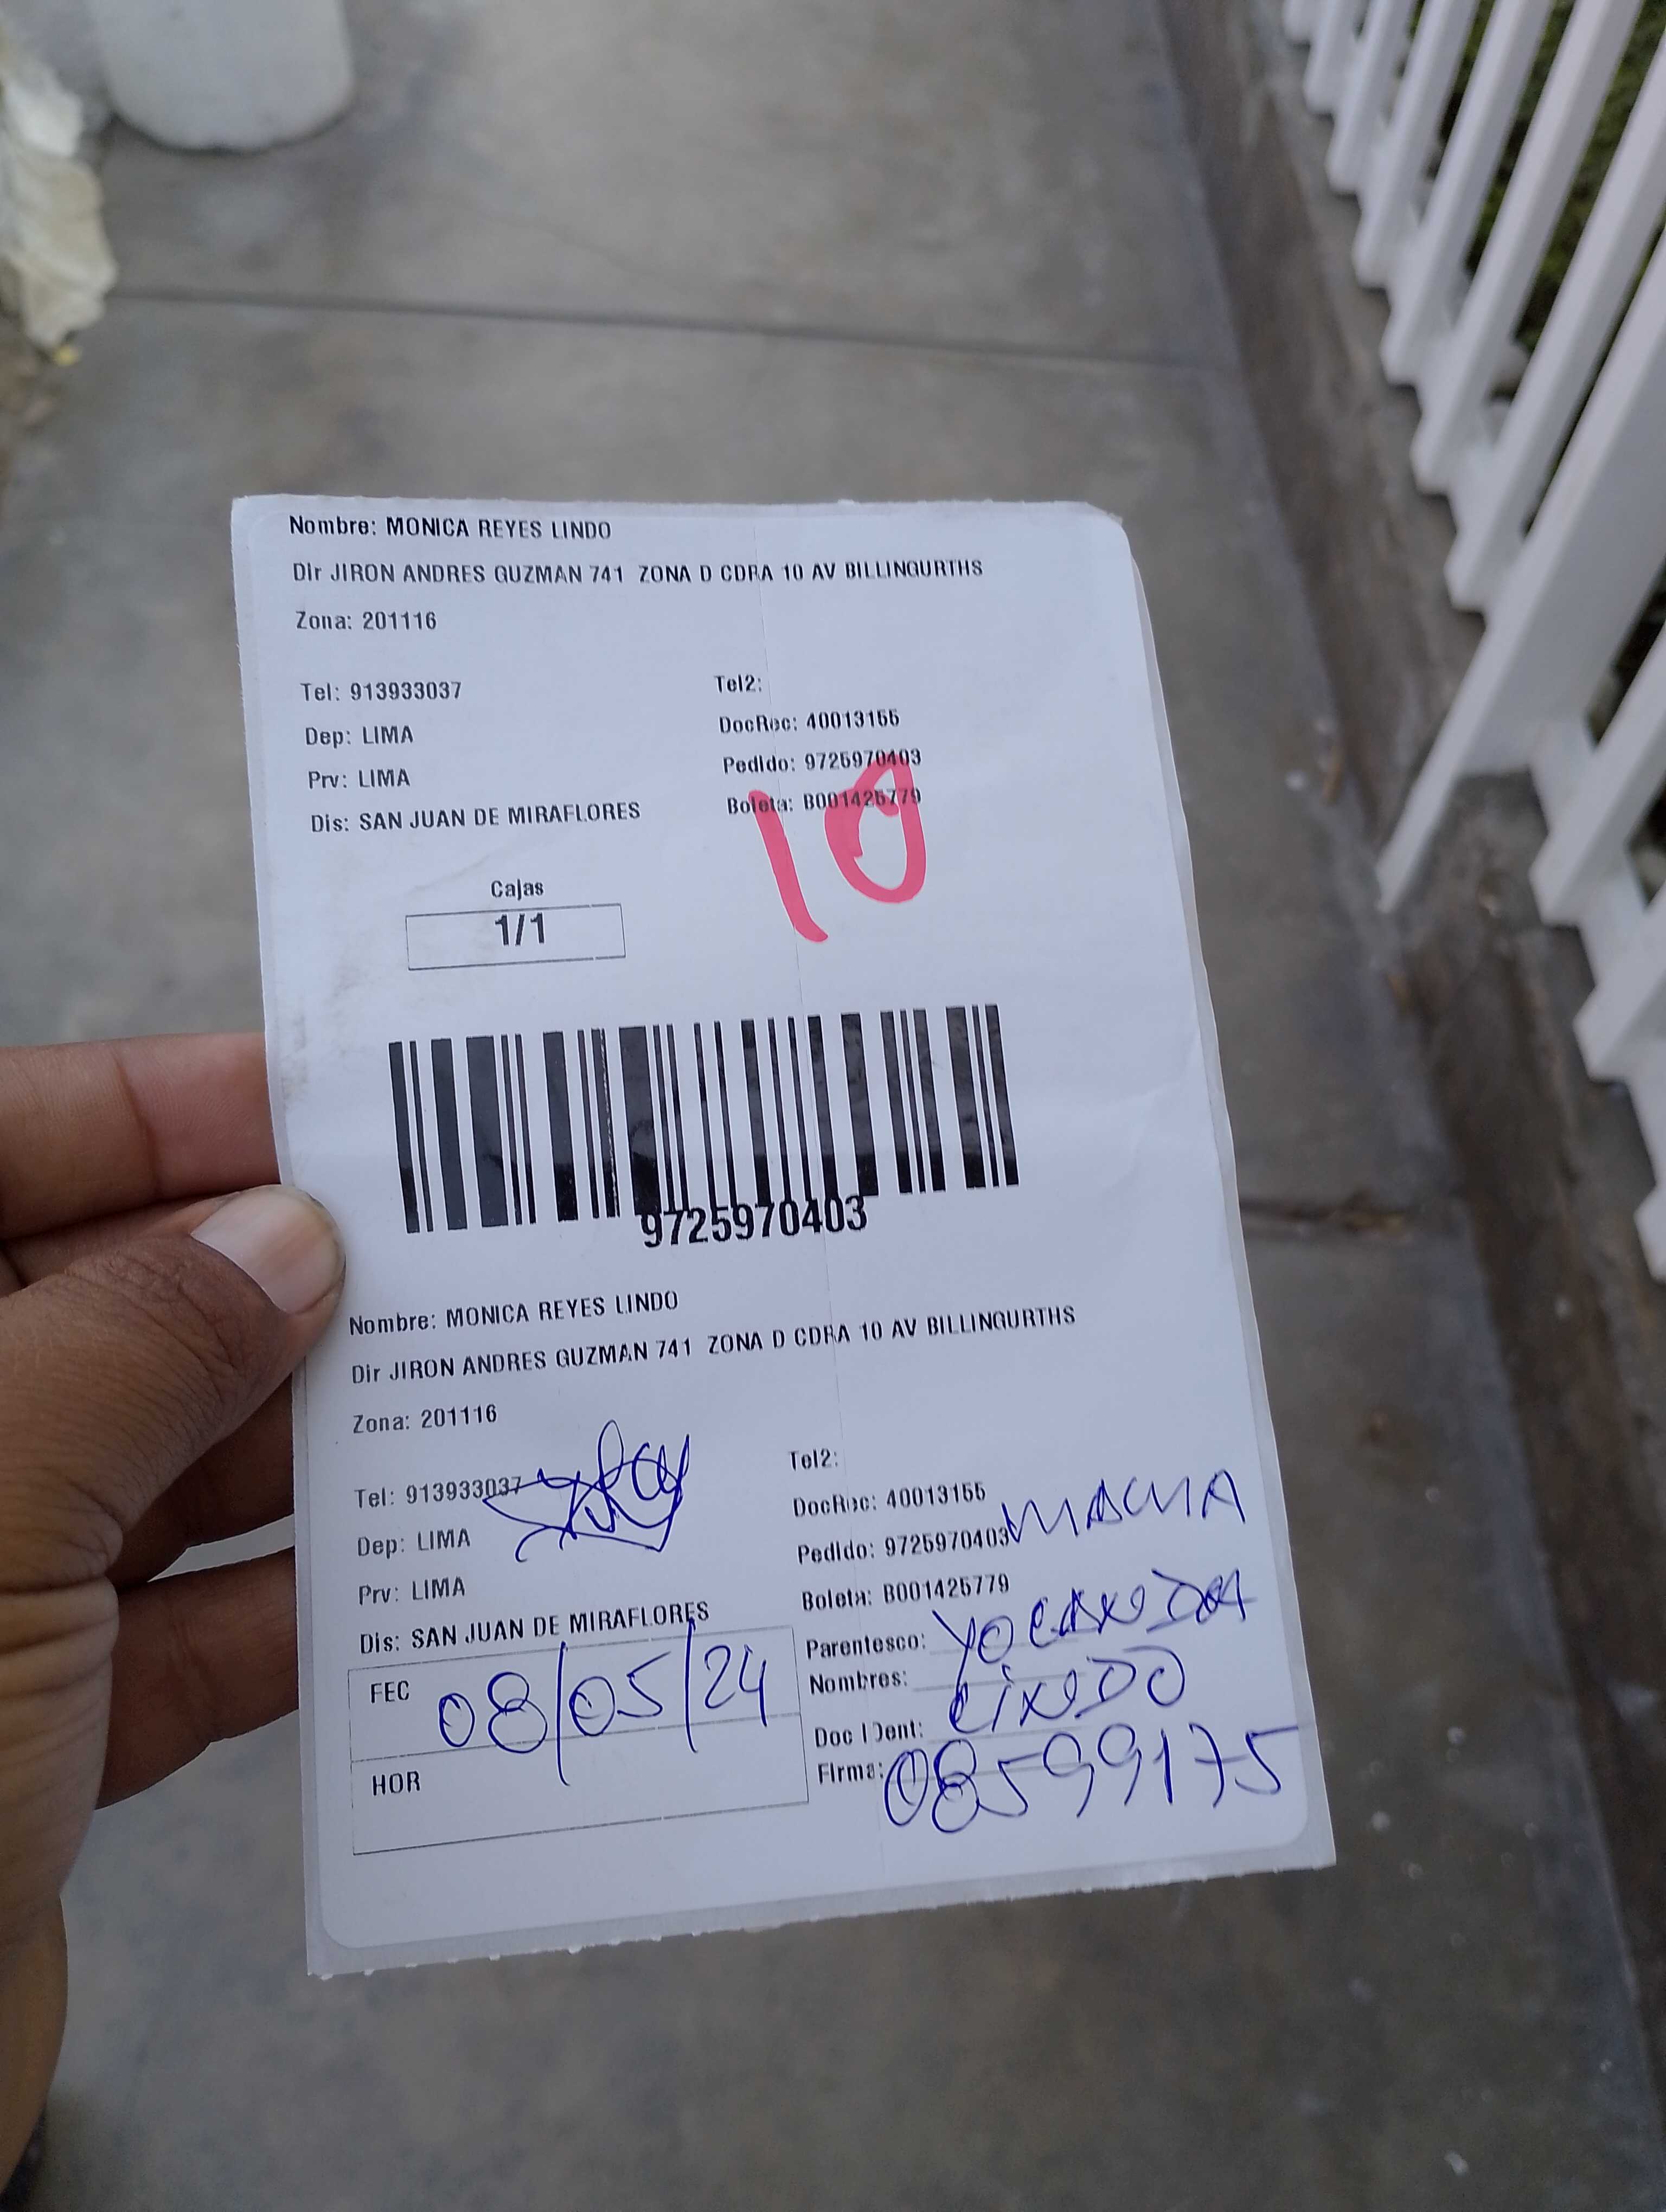 Nombre: MONICA REYES LINDO
Dir JIRON ANDRES GUZMAN 741 ZONA D CDRA 10 AV BILLINGURTHS
Zona: 201116
Tel: 913933037 Tel2:
Dep: LIMA DocRec: 40013155
Prv: LIMA Pedido: 9725970403
Dis: SAN JUAN DE MIRAFLORES Boleta: B001425779
10
Cajas
1/1
9725970403
Nombre: MONICA REYES LINDO
Dir JIRON ANDRES GUZMAN 741 ZONA D CDRA 10 AV BILLINGURTHS
Zona: 201116
Tel: 913933037 Tel2:
Dep: LIMA DocRec: 40013155
Prv: LIMA Pedido: 9725970403
Dis: SAN JUAN DE MIRAFLORES Boleta: B001425779
Parentesco:
FEC 08/05/24 Nombres: LINDO
Doc IDent:
HOR Firma: 08599175